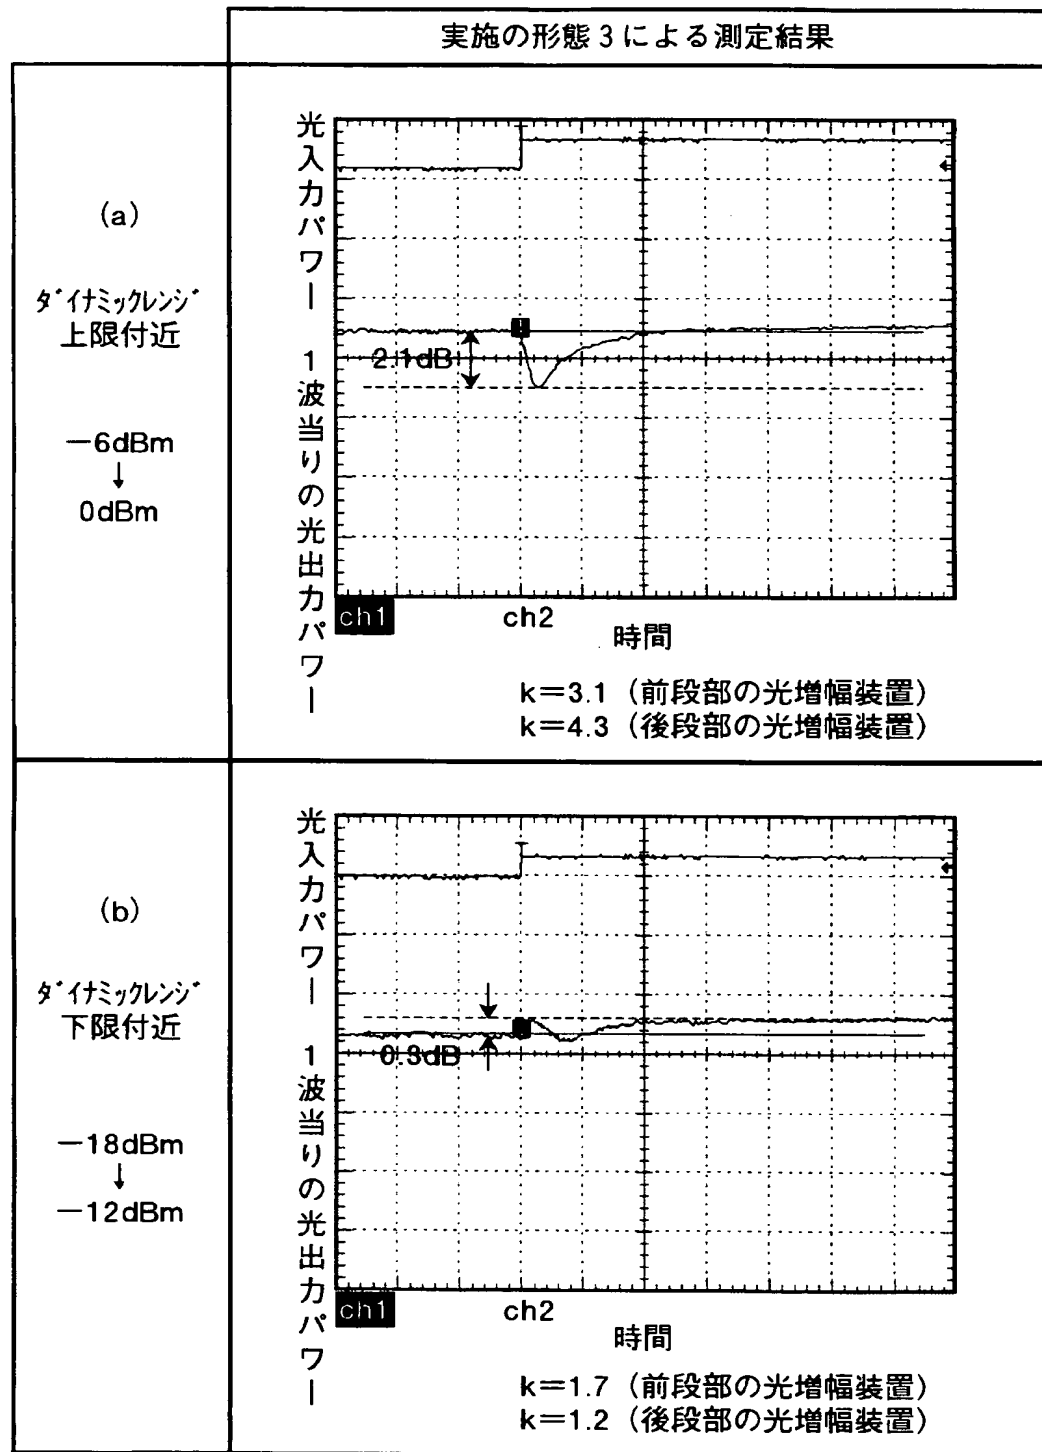 実施の形態3による測定結果
(a)
ダイナミックレンジ
上限付近
−6dBm
↓
0dBm
光入力パワー
1波当りの光出力パワー
2.1dB
ch1
ch2
時間
k=3.1 (前段部の光増幅装置)
k=4.3 (後段部の光増幅装置)
(b)
ダイナミックレンジ
下限付近
−18dBm
↓
−12dBm
光入力パワー
1波当りの光出力パワー
0.3dB
ch1
ch2
時間
k=1.7 (前段部の光増幅装置)
k=1.2 (後段部の光増幅装置)